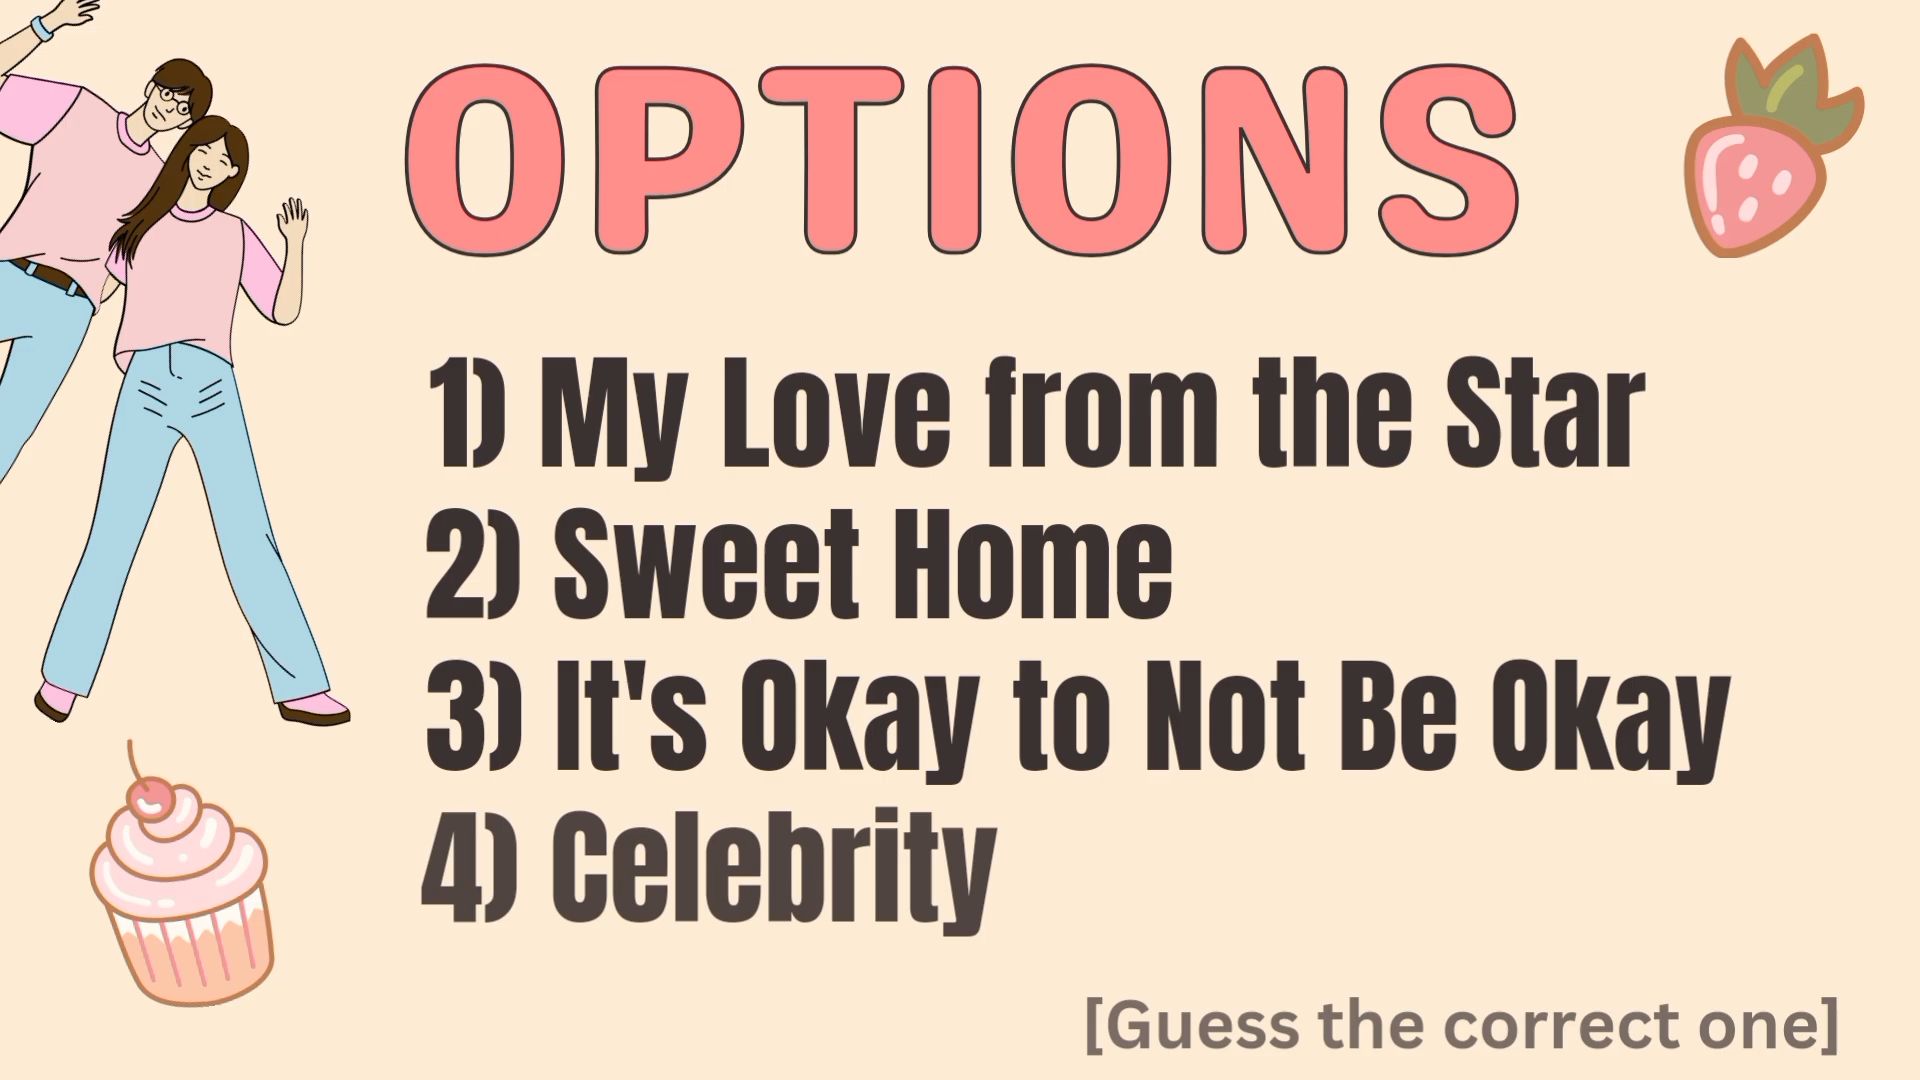 OPTIONS
1) My Love from the Star
2) Sweet Home
3) It's Okay to Not Be Okay
4) Celebrity
[Guess the correct one]